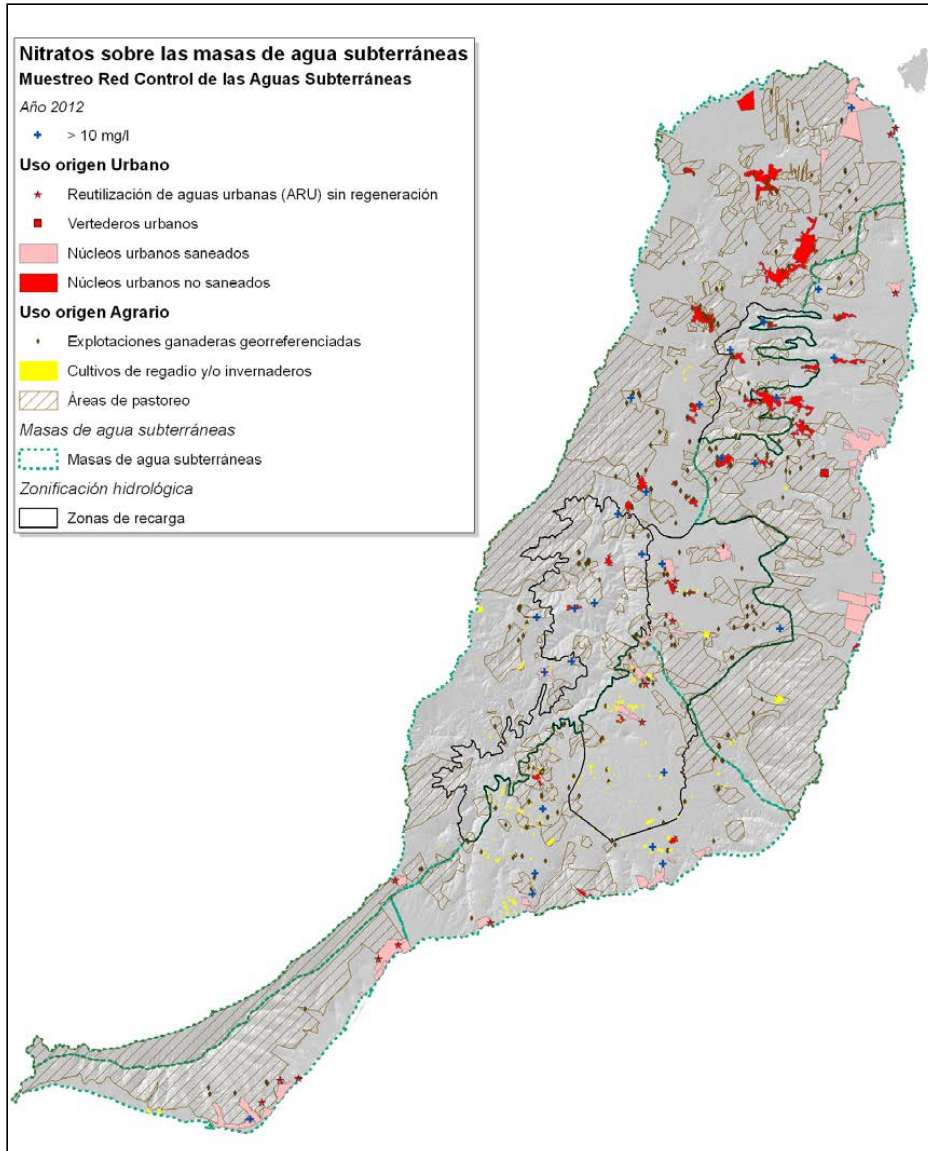 Nitratos sobre las masas de agua subterráneas
Muestreo Red Control de las Aguas Subterráneas
Año 2012
> 10 mg/l
Uso origen Urbano
Reutilización de aguas urbanas (ARU) sin regeneración
Vertederos urbanos
Núcleos urbanos saneados
Núcleos urbanos no saneados
Uso origen Agrario
Explotaciones ganaderas georreferenciadas
Cultivos de regadío y/o invernaderos
Áreas de pastoreo
Masas de agua subterráneas
Masas de agua subterráneas
Zonificación hidrológica
Zonas de recarga